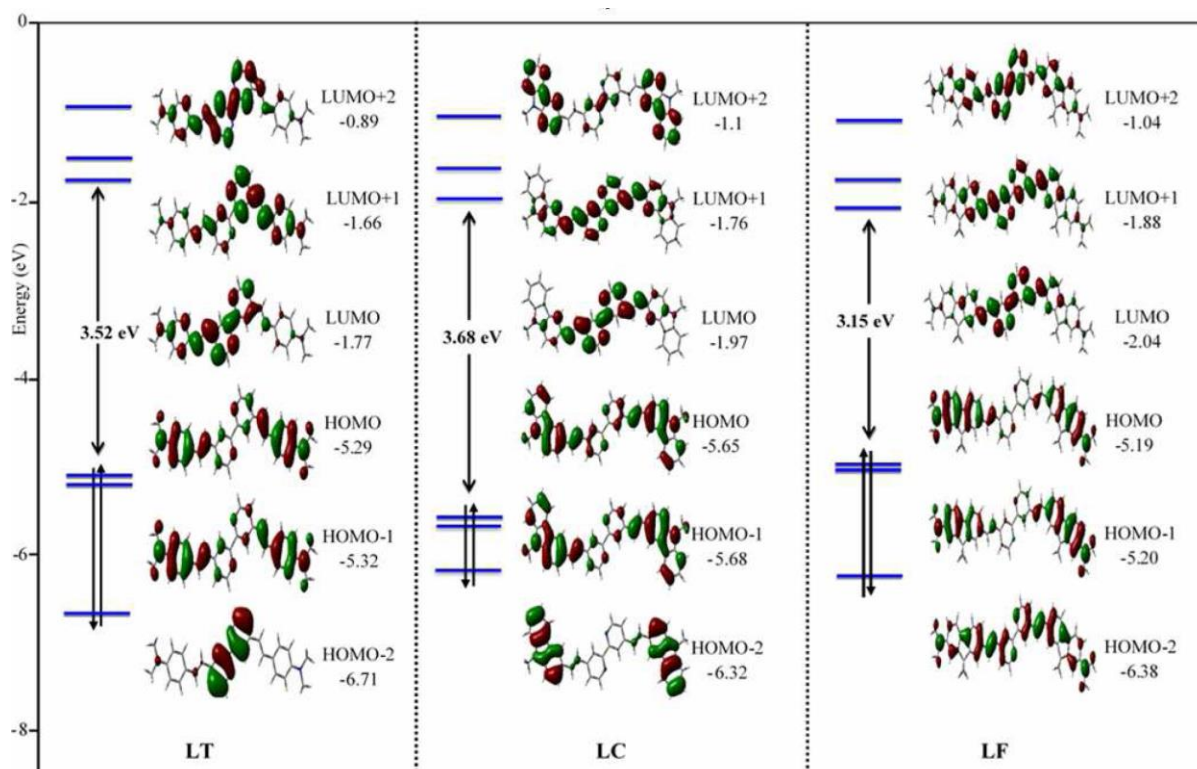 0
-2
-4
-6
-8
Energy (eV)
LUMO+2
-0.89
LUMO+1
-1.66
LUMO
-1.77
3.52 eV
HOMO
-5.29
HOMO-1
-5.32
HOMO-2
-6.71
LT
LUMO+2
-1.1
LUMO+1
-1.76
LUMO
-1.97
3.68 eV
HOMO
-5.65
HOMO-1
-5.68
HOMO-2
-6.32
LC
LUMO+2
-1.04
LUMO+1
-1.88
LUMO
-2.04
3.15 eV
HOMO
-5.19
HOMO-1
-5.20
HOMO-2
-6.38
LF